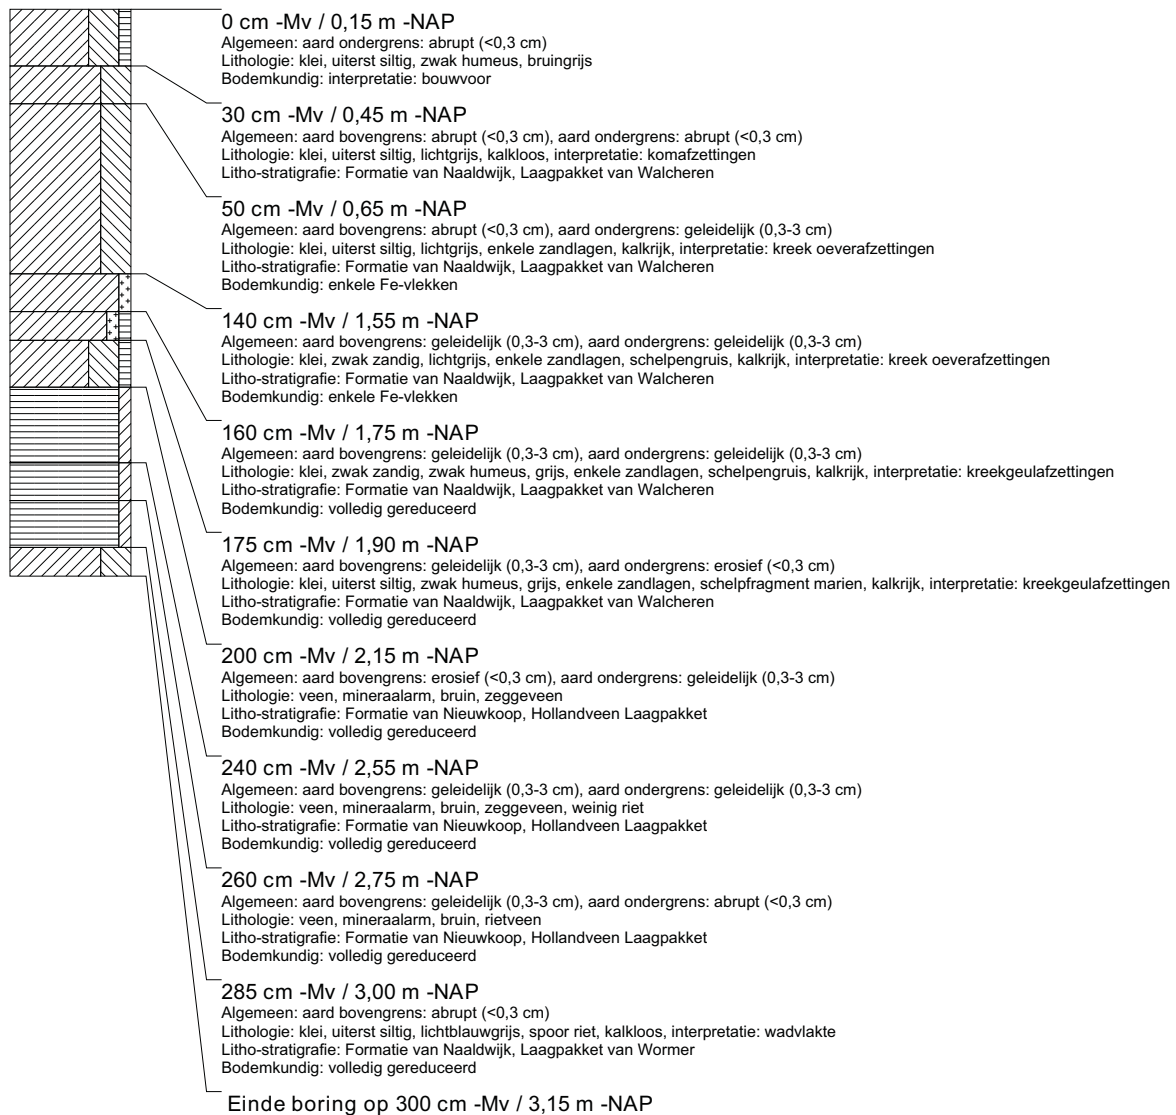 0 cm -Mv / 0,15 m -NAP
Algemeen: aard ondergrens: abrupt (<0,3 cm)
Lithologie: klei, uiterst siltig, zwak humeus, bruingrijs
Bodemkundig: interpretatie: bouwvoor
30 cm -Mv / 0,45 m -NAP
Algemeen: aard bovengrens: abrupt (<0,3 cm), aard ondergrens: abrupt (<0,3 cm)
Lithologie: klei, uiterst siltig, lichtgrijs, kalkloos, interpretatie: komafzettingen
Litho-stratigrafie: Formatie van Naaldwijk, Laagpakket van Walcheren
50 cm -Mv / 0,65 m -NAP
Algemeen: aard bovengrens: abrupt (<0,3 cm), aard ondergrens: geleidelijk (0,3-3 cm)
Lithologie: klei, uiterst siltig, lichtgrijs, enkele zandlagen, kalkrijk, interpretatie: kreek oeverafzettingen
Litho-stratigrafie: Formatie van Naaldwijk, Laagpakket van Walcheren
Bodemkundig: enkele Fe-vlekken
140 cm -Mv / 1,55 m -NAP
Algemeen: aard bovengrens: geleidelijk (0,3-3 cm), aard ondergrens: geleidelijk (0,3-3 cm)
Lithologie: klei, zwak zandig, lichtgrijs, enkele zandlagen, schelpengruis, kalkrijk, interpretatie: kreek oeverafzettingen
Litho-stratigrafie: Formatie van Naaldwijk, Laagpakket van Walcheren
Bodemkundig: enkele Fe-vlekken
160 cm -Mv / 1,75 m -NAP
Algemeen: aard bovengrens: geleidelijk (0,3-3 cm), aard ondergrens: geleidelijk (0,3-3 cm)
Lithologie: klei, zwak zandig, zwak humeus, grijs, enkele zandlagen, schelpengruis, kalkrijk, interpretatie: kreekgeulafzettingen
Litho-stratigrafie: Formatie van Naaldwijk, Laagpakket van Walcheren
Bodemkundig: volledig gereduceerd
175 cm -Mv / 1,90 m -NAP
Algemeen: aard bovengrens: geleidelijk (0,3-3 cm), aard ondergrens: erosief (<0,3 cm)
Lithologie: klei, uiterst siltig, zwak humeus, grijs, enkele zandlagen, schelpfragment marien, kalkrijk, interpretatie: kreekgeulafzettingen
Litho-stratigrafie: Formatie van Naaldwijk, Laagpakket van Walcheren
Bodemkundig: volledig gereduceerd
200 cm -Mv / 2,15 m -NAP
Algemeen: aard bovengrens: erosief (<0,3 cm), aard ondergrens: geleidelijk (0,3-3 cm)
Lithologie: veen, mineraalarm, bruin, zeggeveen
Litho-stratigrafie: Formatie van Nieuwkoop, Hollandveen Laagpakket
Bodemkundig: volledig gereduceerd
240 cm -Mv / 2,55 m -NAP
Algemeen: aard bovengrens: geleidelijk (0,3-3 cm), aard ondergrens: geleidelijk (0,3-3 cm)
Lithologie: veen, mineraalarm, bruin, zeggeveen, weinig riet
Litho-stratigrafie: Formatie van Nieuwkoop, Hollandveen Laagpakket
Bodemkundig: volledig gereduceerd
260 cm -Mv / 2,75 m -NAP
Algemeen: aard bovengrens: geleidelijk (0,3-3 cm), aard ondergrens: abrupt (<0,3 cm)
Lithologie: veen, mineraalarm, bruin, rietveen
Litho-stratigrafie: Formatie van Nieuwkoop, Hollandveen Laagpakket
Bodemkundig: volledig gereduceerd
285 cm -Mv / 3,00 m -NAP
Algemeen: aard bovengrens: abrupt (<0,3 cm)
Lithologie: klei, uiterst siltig, lichtblauwgrijs, spoor riet, kalkloos, interpretatie: wadvlakte
Litho-stratigrafie: Formatie van Naaldwijk, Laagpakket van Wormer
Bodemkundig: volledig gereduceerd
Einde boring op 300 cm -Mv / 3,15 m -NAP